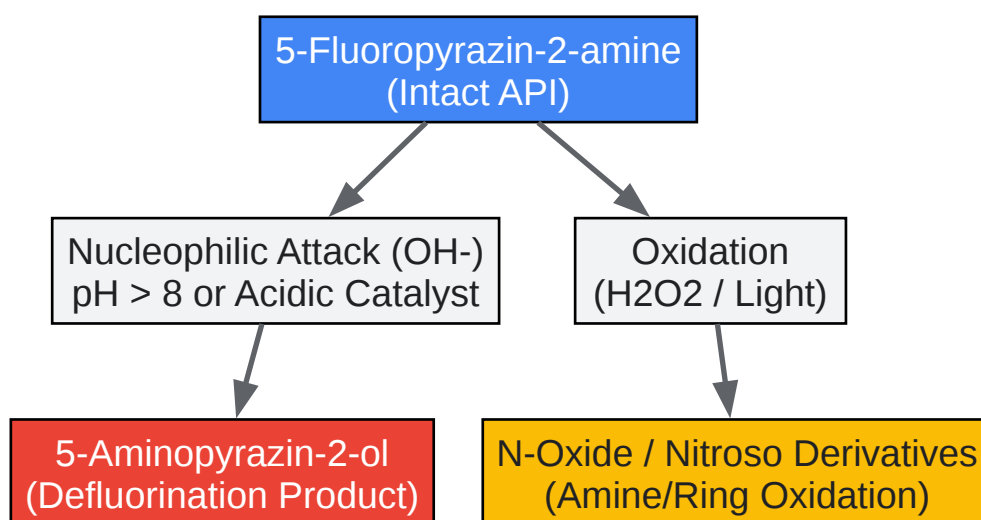 5-Fluoropyrazin-2-amine
(Intact API)
Nucleophilic Attack (OH-)
pH > 8 or Acidic Catalyst
Oxidation
(H2O2 / Light)
5-Aminopyrazin-2-ol
(Defluorination Product)
N-Oxide / Nitroso Derivatives
(Amine/Ring Oxidation)